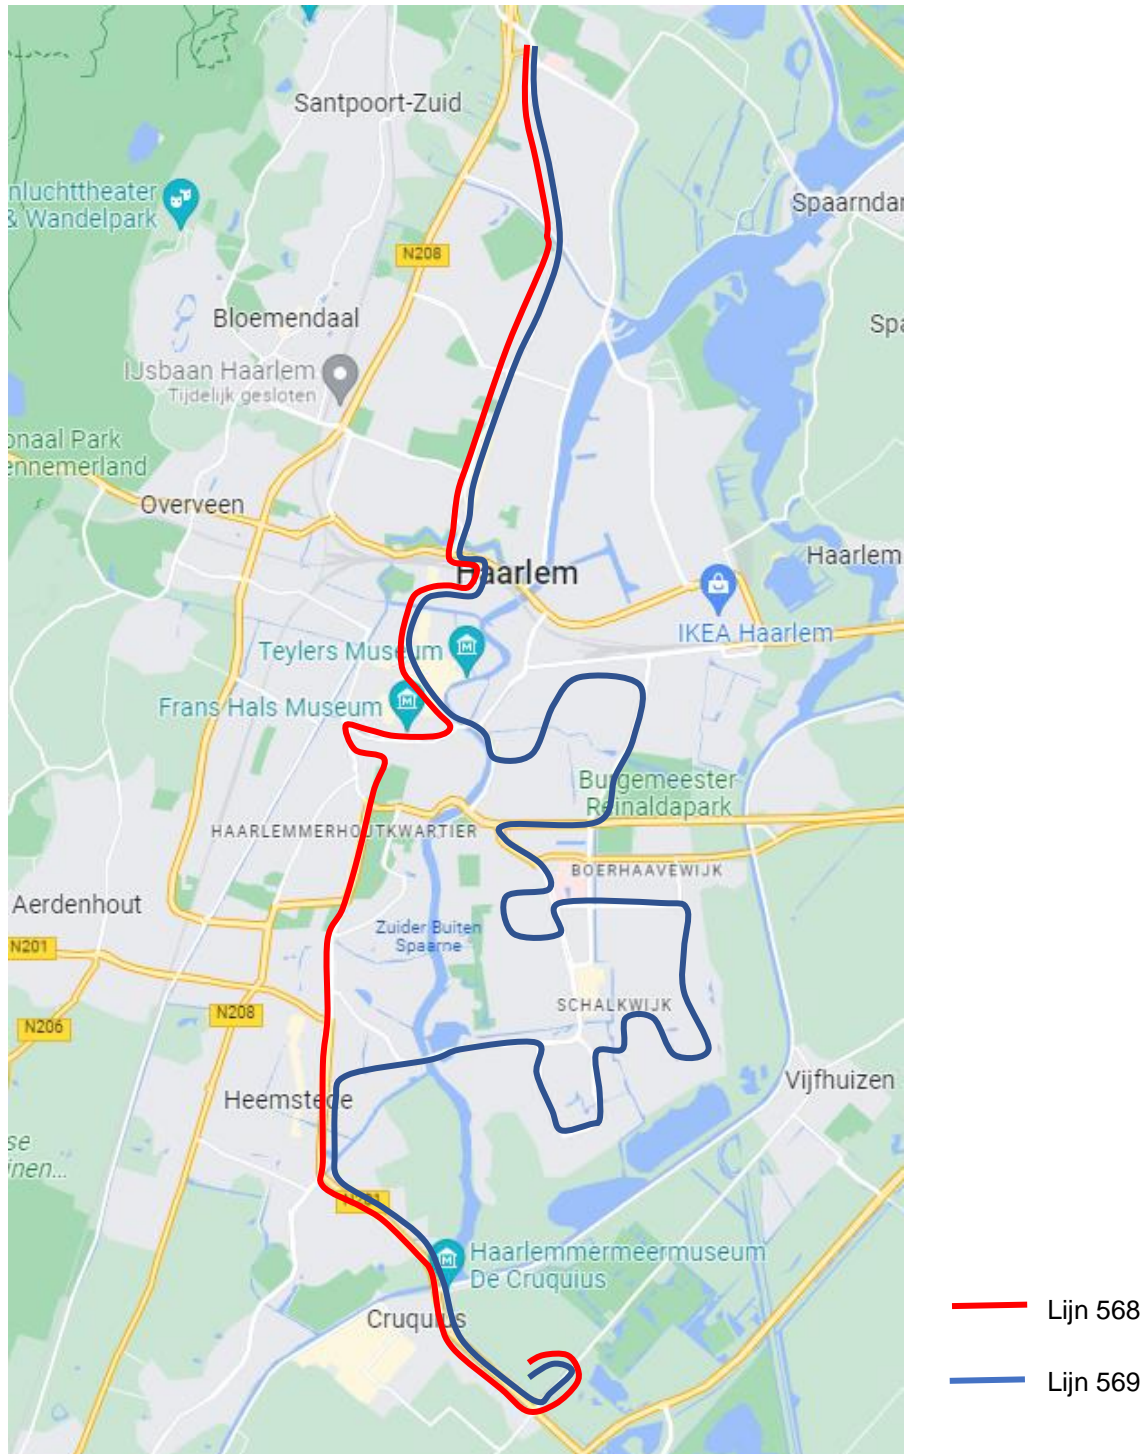 Santpoort-Zuid
nluchttheater
& Wandelpark
Spaarndar
N208
Bloemendaal
Spa
IJsbaan Haarlem
Tijdelijk gesloten
onaal Park
ennemerland
Overveen
Haarlem
Haarlem
IKEA Haarlem
Teylers Museum
Frans Hals Museum
Burgemeester
Reinaldapark
HAARLEMMERHOUTKWARTIER
BOERHAAVEWIJK
Aerdenhout
Zuider Buiten
Spaarne
N201
SCHALKWIJK
N208
N206
Vijfhuizen
Heemstede
se
inen...
N201
Haarlemmermeermuseum
De Cruquius
Cruquius
Lijn 568
Lijn 569